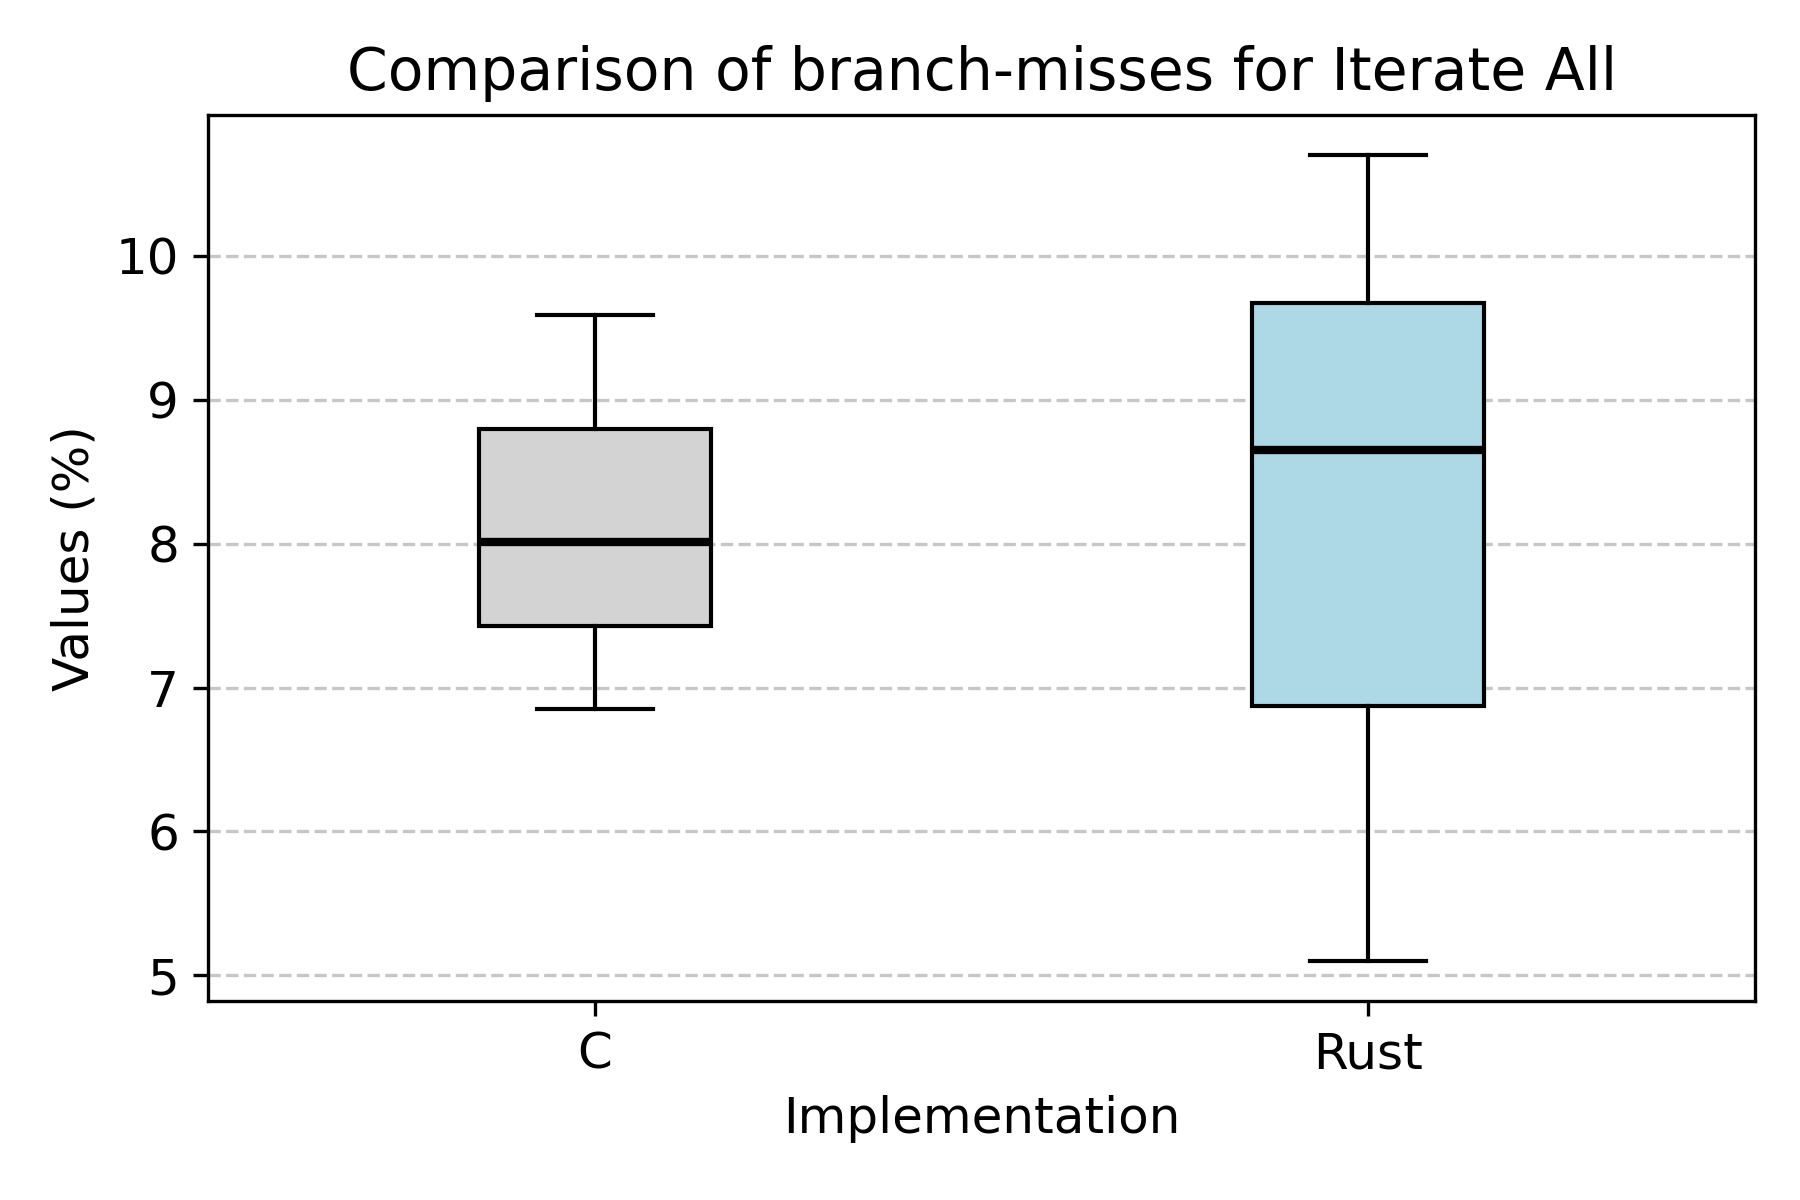 Comparison of branch-misses for Iterate All
Values (%)
10
9
8
7
6
5
C
Rust
Implementation